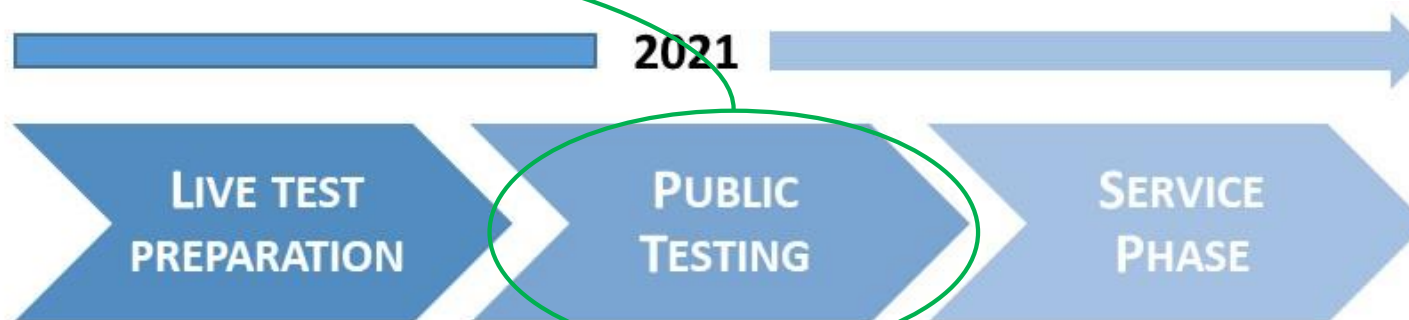 2021
LIVE TEST
PREPARATION
PUBLIC
TESTING
SERVICE
PHASE